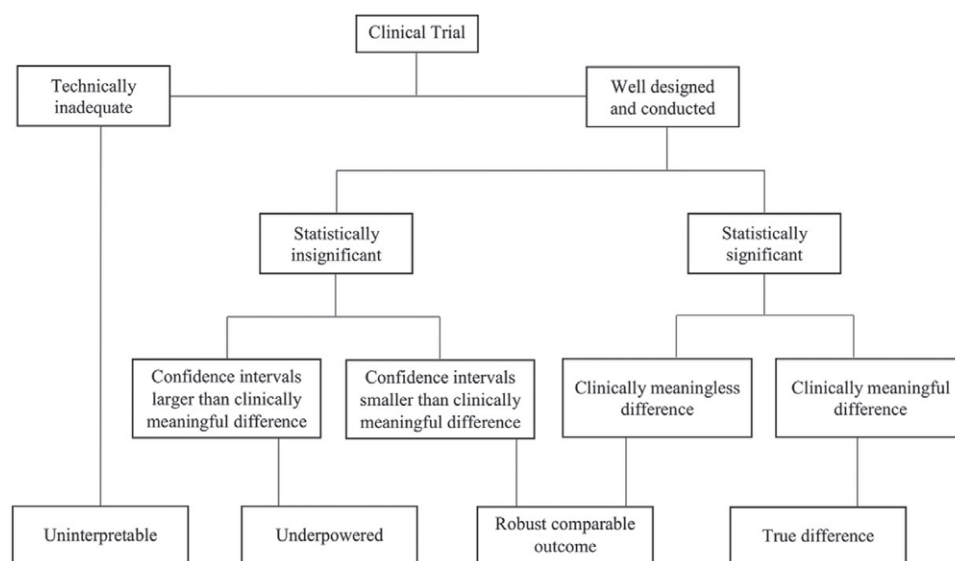 Clinical Trial
Technically
inadequate
Well designed
and conducted
Statistically
insignificant
Statistically
significant
Confidence intervals
larger than clinically
meaningful difference
Confidence intervals
smaller than clinically
meaningful difference
Clinically meaningless
difference
Clinically meaningful
difference
Uninterpretable
Underpowered
Robust comparable
outcome
True difference